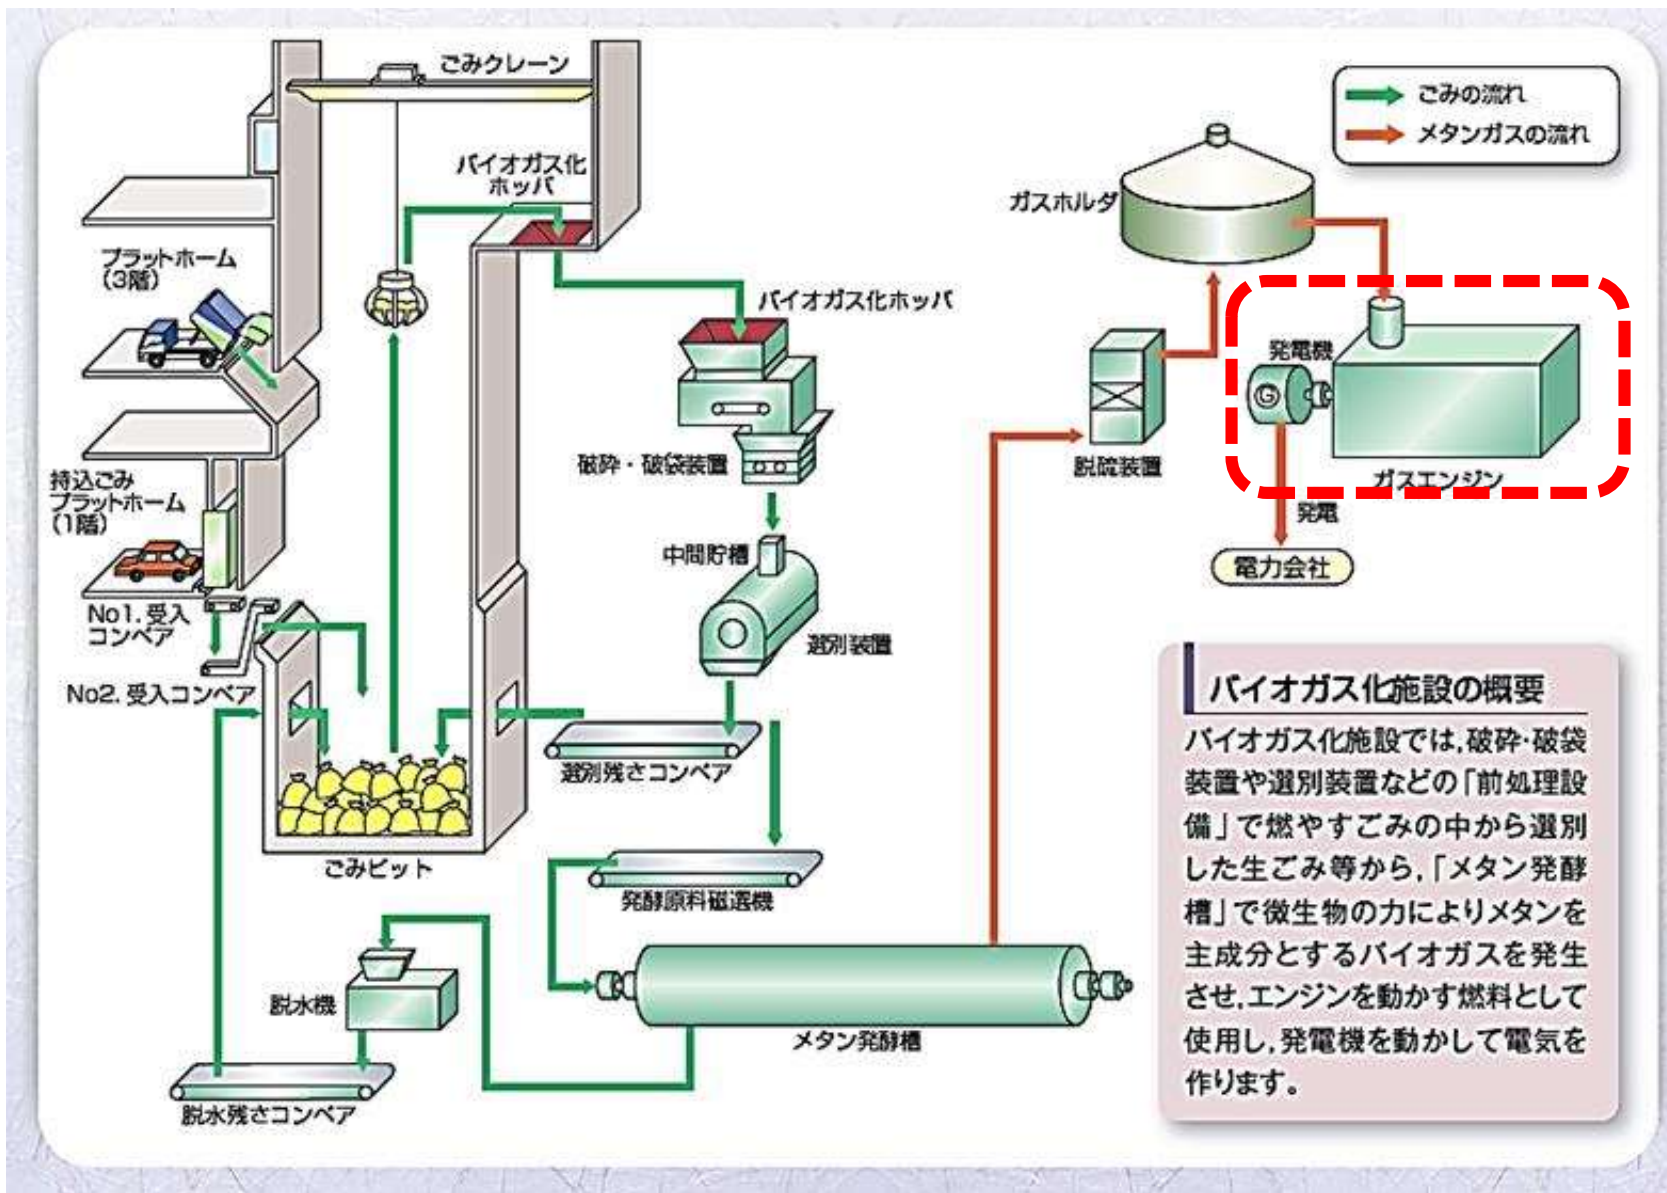 ごみクレーン
バイオガス化
ホッパ
ごみの流れ
メタンガスの流れ
ガスホルダ
プラットホーム
(3階)
バイオガス化ホッパ
発電機
G
破砕・破袋装置
脱硫装置
ガスエンジン
持込ごみ
プラットホーム
(1階)
発電
電力会社
中間貯槽
No1.受入
コンベア
選別装置
No2.受入コンベア
選別残さコンベア
ごみピット
発酵原料磁選機
脱水機
メタン発酵槽
脱水残さコンベア
バイオガス化施設の概要
バイオガス化施設では,破砕・破袋
装置や選別装置などの「前処理設
備」で燃やすごみの中から選別
した生ごみ等から,「メタン発酵
槽」で微生物の力によりメタンを
主成分とするバイオガスを発生
させ,エンジンを動かす燃料として
使用し,発電機を動かして電気を
作ります。